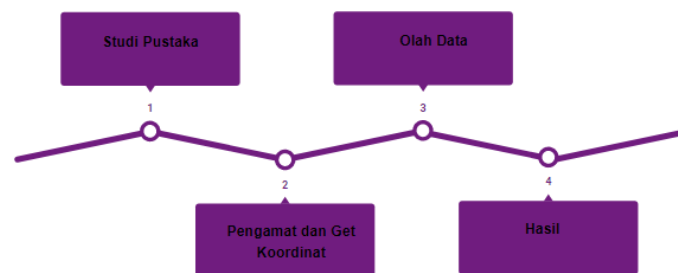 Studi Pustaka
1
2
Pengamat dan Get
Koordinat
Olah Data
3
4
Hasil